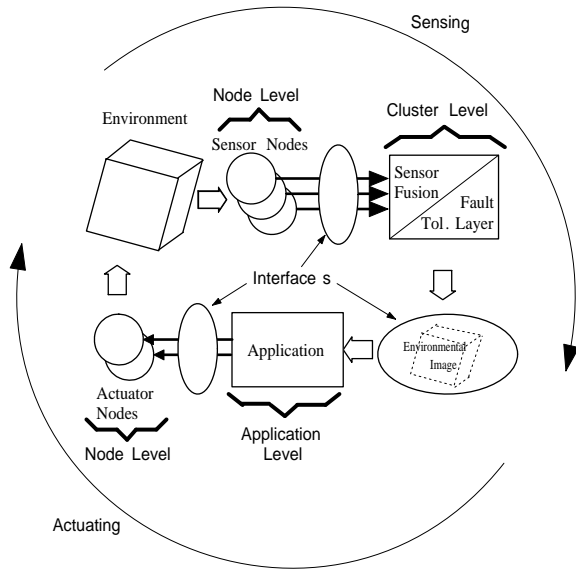 Sensing
Node Level
Cluster Level
Environment
Sensor Nodes
Sensor
Fusion
Fault
Tol. Layer
Interface s
Application
Environmental
Image
Actuator
Nodes
Node Level
Application
Level
Actuating